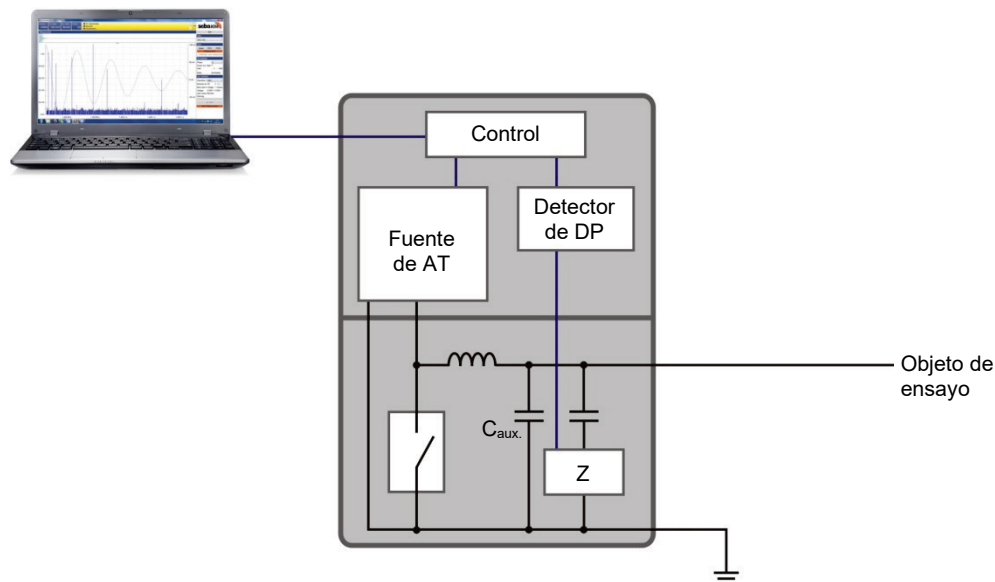 Control
Fuente
de AT
Detector
de DP
Caux.
Z
Objeto de
ensayo